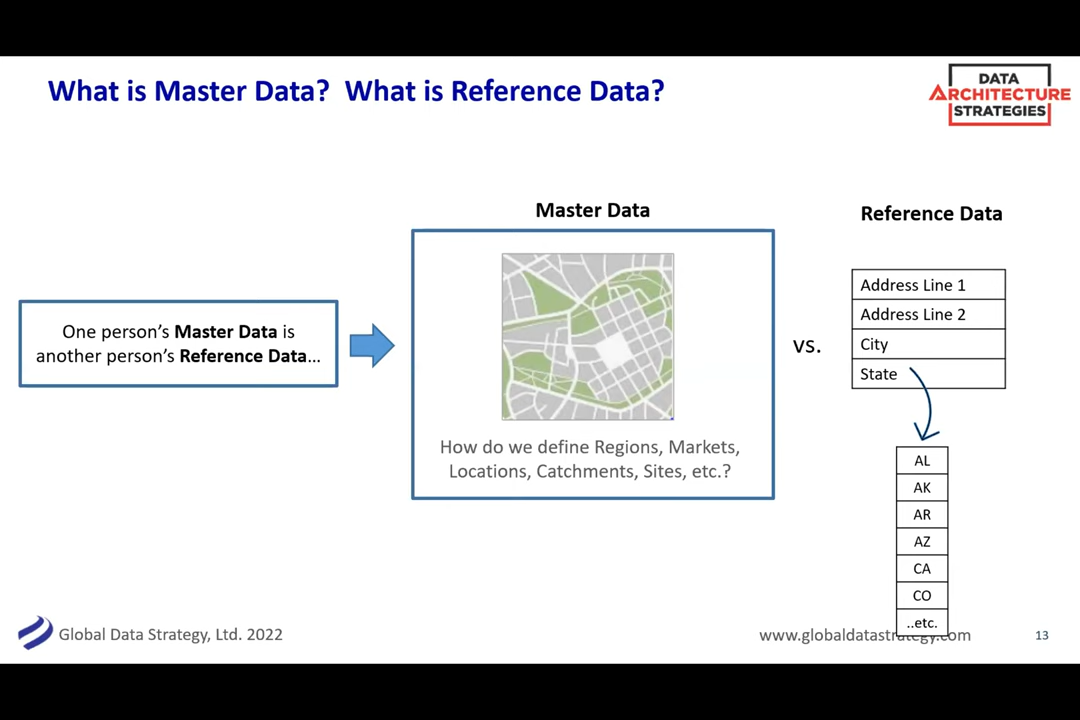 What is Master Data?  What is Reference Data?
DATA
ARCHITECTURE
STRATEGIES
One person’s Master Data is
another person’s Reference Data…
Master Data
How do we define Regions, Markets,
Locations, Catchments, Sites, etc.?
vs.
Reference Data
Address Line 1
Address Line 2
City
State
AL
AK
AR
AZ
CA
CO
..etc.
Global Data Strategy, Ltd. 2022
www.globaldatastrategy.com
13